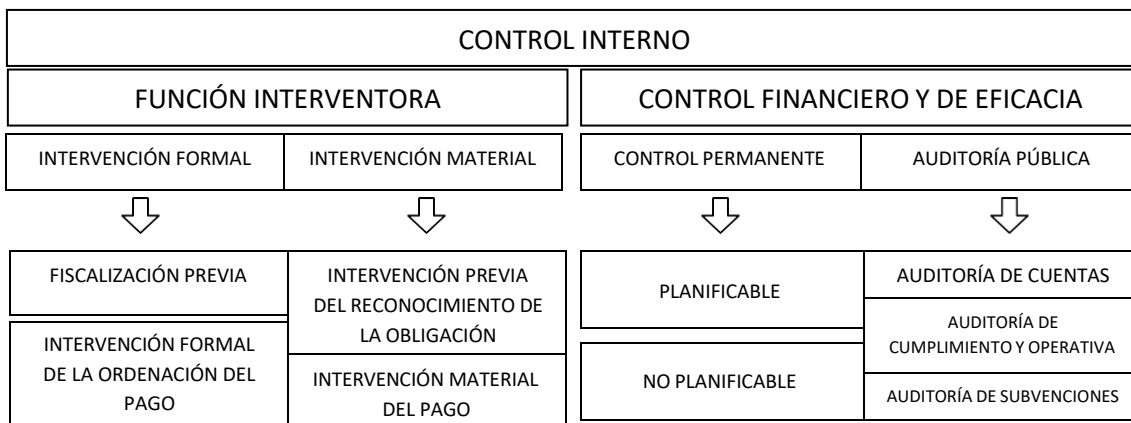 CONTROL INTERNO
FUNCIÓN INTERVENTORA
CONTROL FINANCIERO Y DE EFICACIA
INTERVENCIÓN FORMAL
INTERVENCIÓN MATERIAL
CONTROL PERMANENTE
AUDITORÍA PÚBLICA
FISCALIZACIÓN PREVIA
INTERVENCIÓN FORMAL
DE LA ORDENACIÓN DEL
PAGO
INTERVENCIÓN PREVIA
DEL RECONOCIMIENTO DE
LA OBLIGACIÓN
INTERVENCIÓN MATERIAL
DEL PAGO
PLANIFICABLE
NO PLANIFICABLE
AUDITORÍA DE CUENTAS
AUDITORÍA DE
CUMPLIMIENTO Y OPERATIVA
AUDITORÍA DE SUBVENCIONES